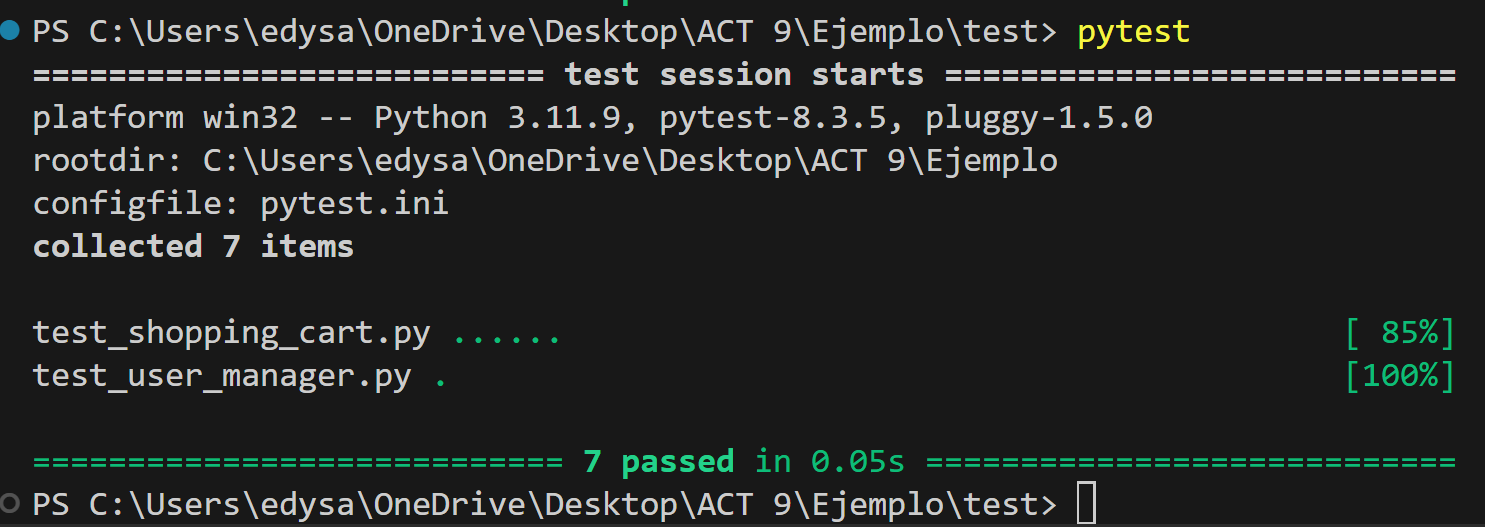 PS C:\Users\edysa\OneDrive\Desktop\ACT 9\Ejemplo\test> pytest
=========================== test session starts ===========================
platform win32 -- Python 3.11.9, pytest-8.3.5, pluggy-1.5.0
rootdir: C:\Users\edysa\OneDrive\Desktop\ACT 9\Ejemplo
configfile: pytest.ini
collected 7 items

test_shopping_cart.py ......                                         [ 85%]
test_user_manager.py .                                               [100%]

============================ 7 passed in 0.05s ============================
PS C:\Users\edysa\OneDrive\Desktop\ACT 9\Ejemplo\test>